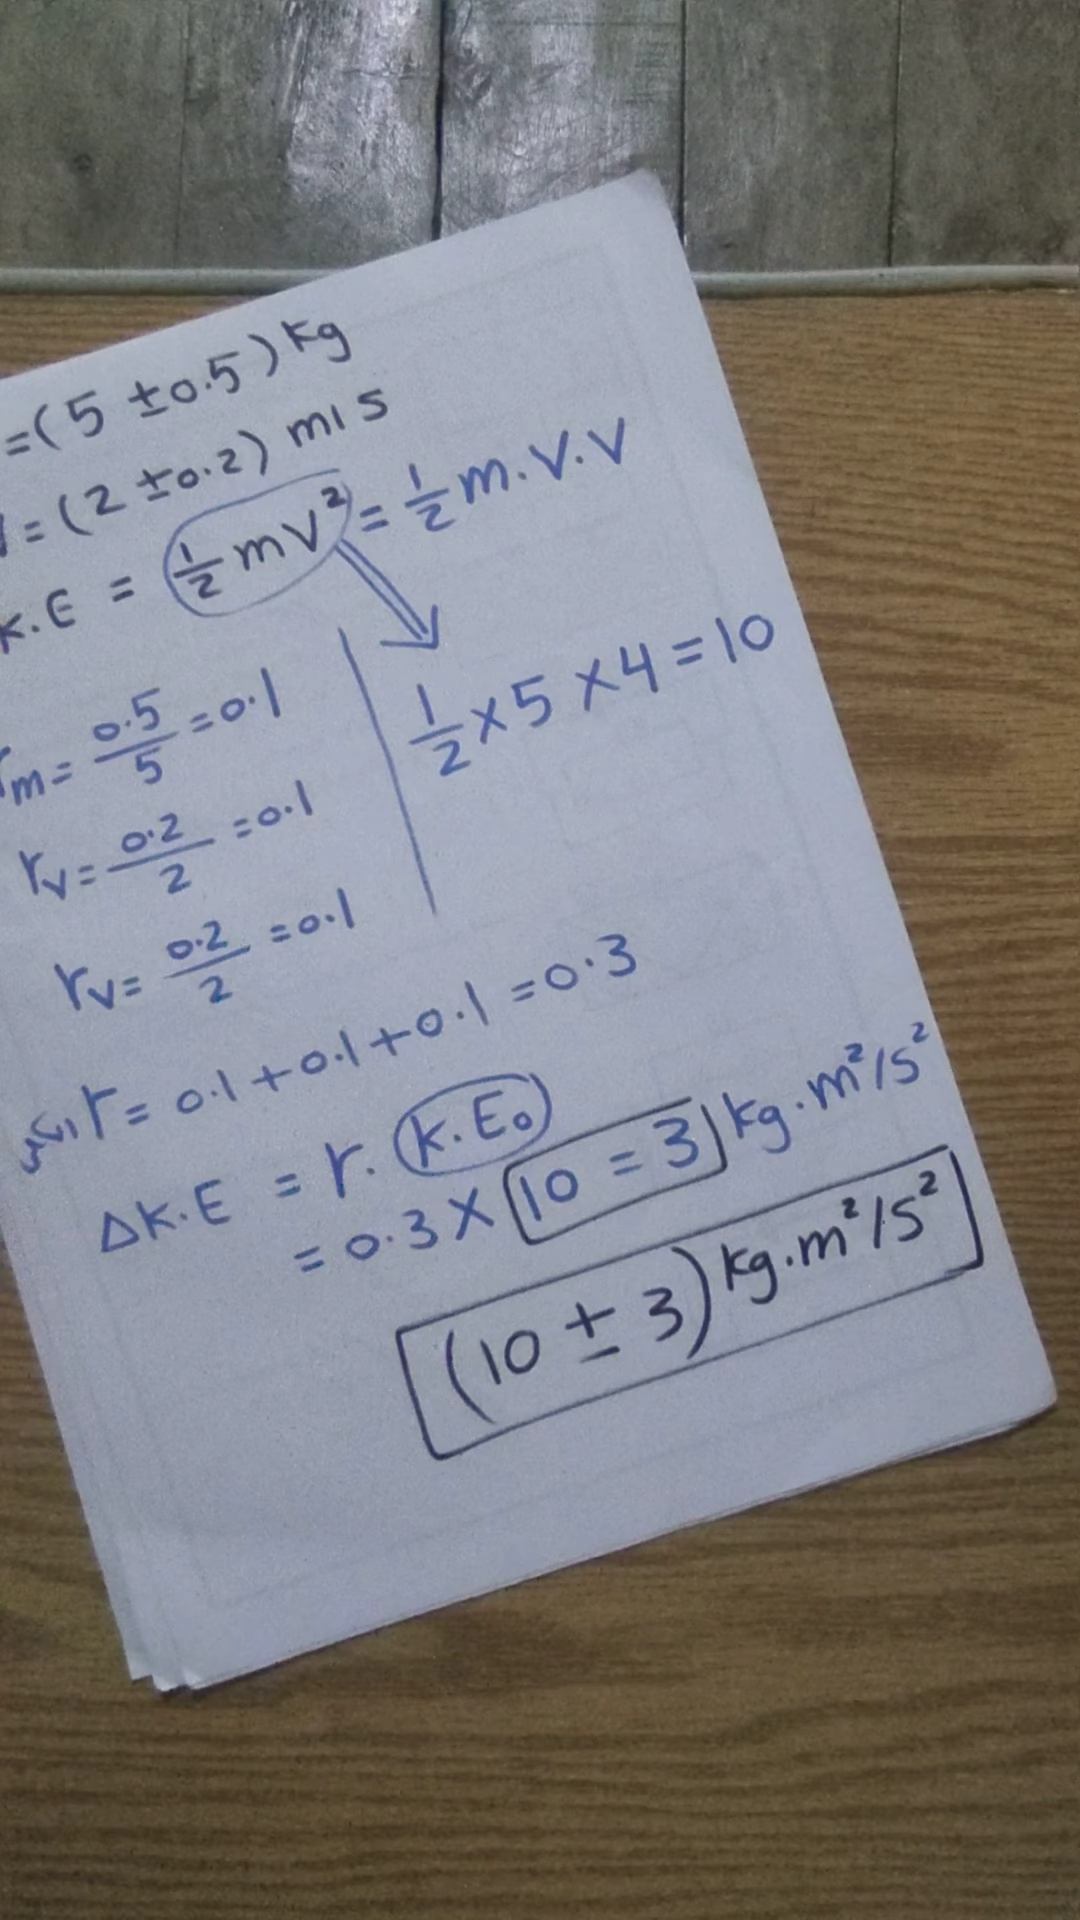 =(5 ±0.5) kg
V=(2 ±0.2) m/s
K.E = ½ mV² = ½ m.V.V
½ ×5 ×4 = 10
rm = 0.5/5 = 0.1
rv = 0.2/2 = 0.1
rv = 0.2/2 = 0.1
r = 0.1+0.1+0.1 = 0.3
ΔK.E = r. K.E₀
= 0.3 × 10 = 3 kg.m²/s²
(10 ± 3) kg.m²/s²